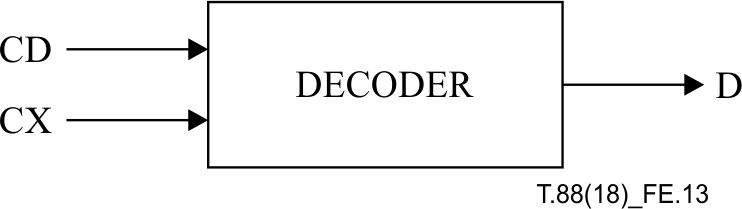 CD
DECODER
D
CX
T.88(18)_FE.13